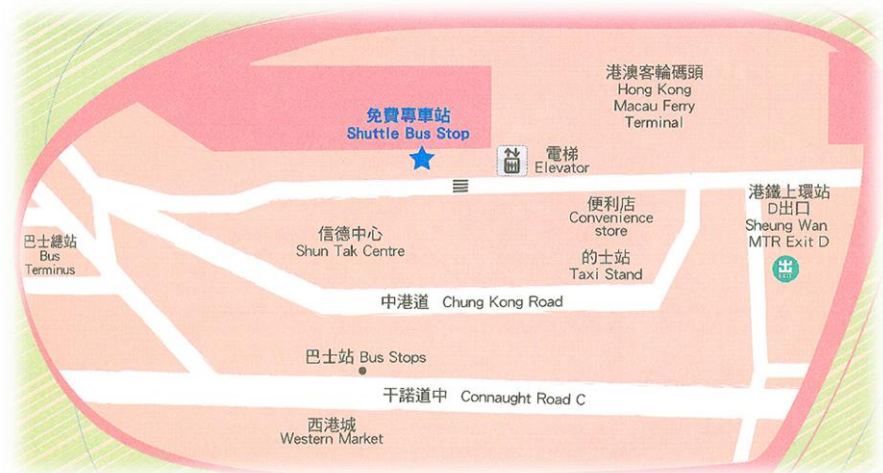 港澳客輪碼頭
Hong Kong
Macau Ferry
Terminal
免費專車站
Shuttle Bus Stop
電梯
Elevator
港鐵上環站
D出口
Sheung Wan
MTR Exit D
出
EXIT
便利店
Convenience
store
信德中心
Shun Tak Centre
巴士總站
Bus
Terminus
的士站
Taxi Stand
中港道 Chung Kong Road
巴士站 Bus Stops
干諾道中 Connaught Road C
西港城
Western Market